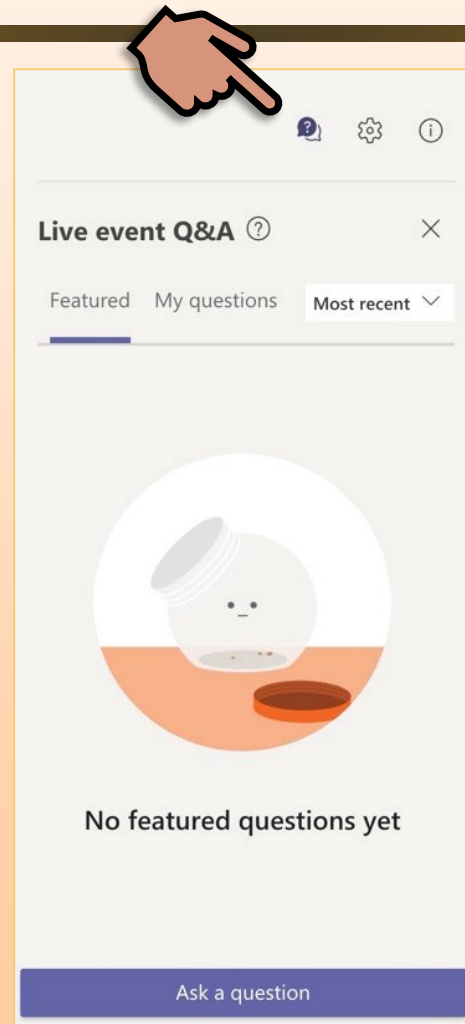 Live event Q&A
Featured My questions Most recent
No featured questions yet
Ask a question